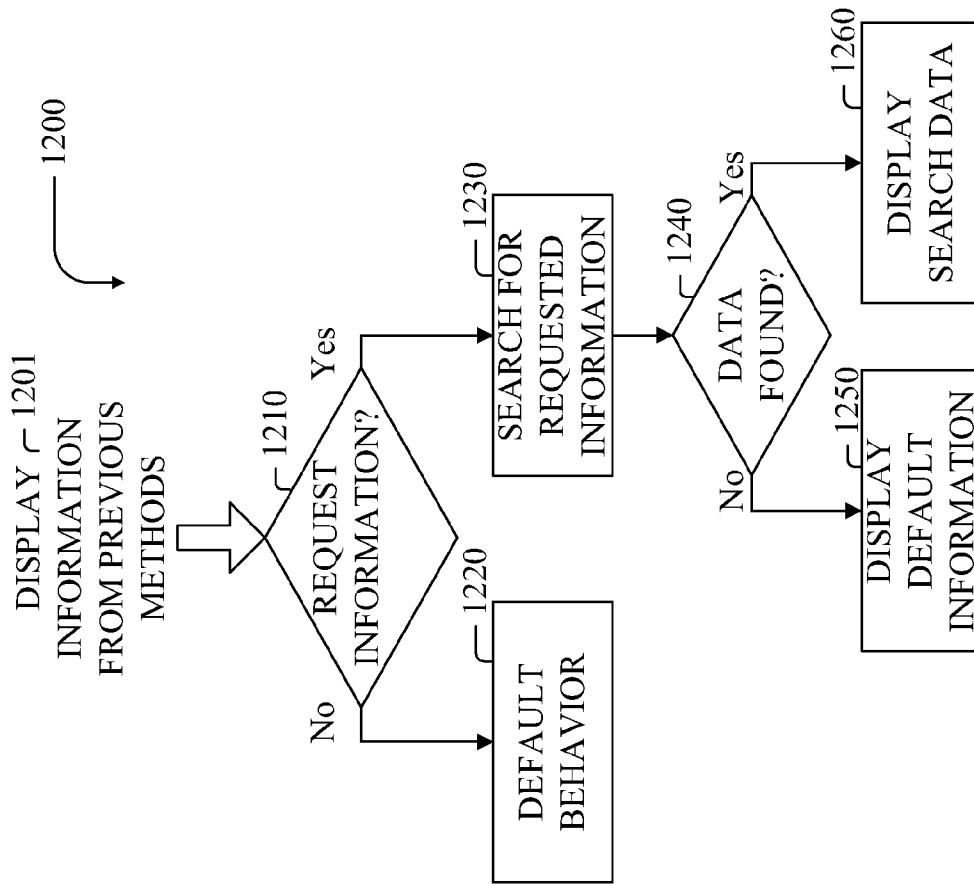 DISPLAY 1201
INFORMATION
FROM PREVIOUS
METHODS
1200
1210
REQUEST
INFORMATION?
No
Yes
1220
DEFAULT
BEHAVIOR
1230
SEARCH FOR
REQUESTED
INFORMATION
1240
DATA
FOUND?
No
Yes
1250
DISPLAY
DEFAULT
INFORMATION
1260
DISPLAY
SEARCH DATA